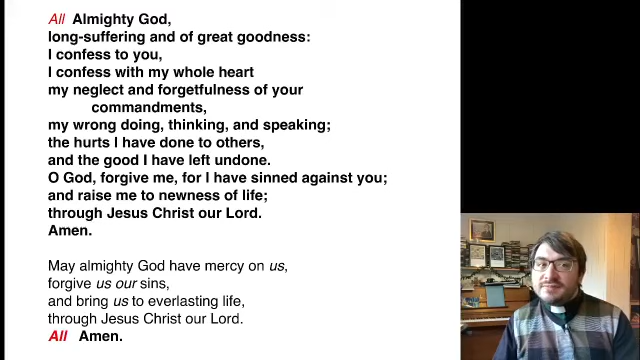 All Almighty God,
long-suffering and of great goodness:
I confess to you,
I confess with my whole heart
my neglect and forgetfulness of your
commandments,
my wrong doing, thinking, and speaking;
the hurts I have done to others,
and the good I have left undone.
O God, forgive me, for I have sinned against you;
and raise me to newness of life;
through Jesus Christ our Lord.
Amen.
May almighty God have mercy on us,
forgive us our sins,
and bring us to everlasting life,
through Jesus Christ our Lord.
All Amen.